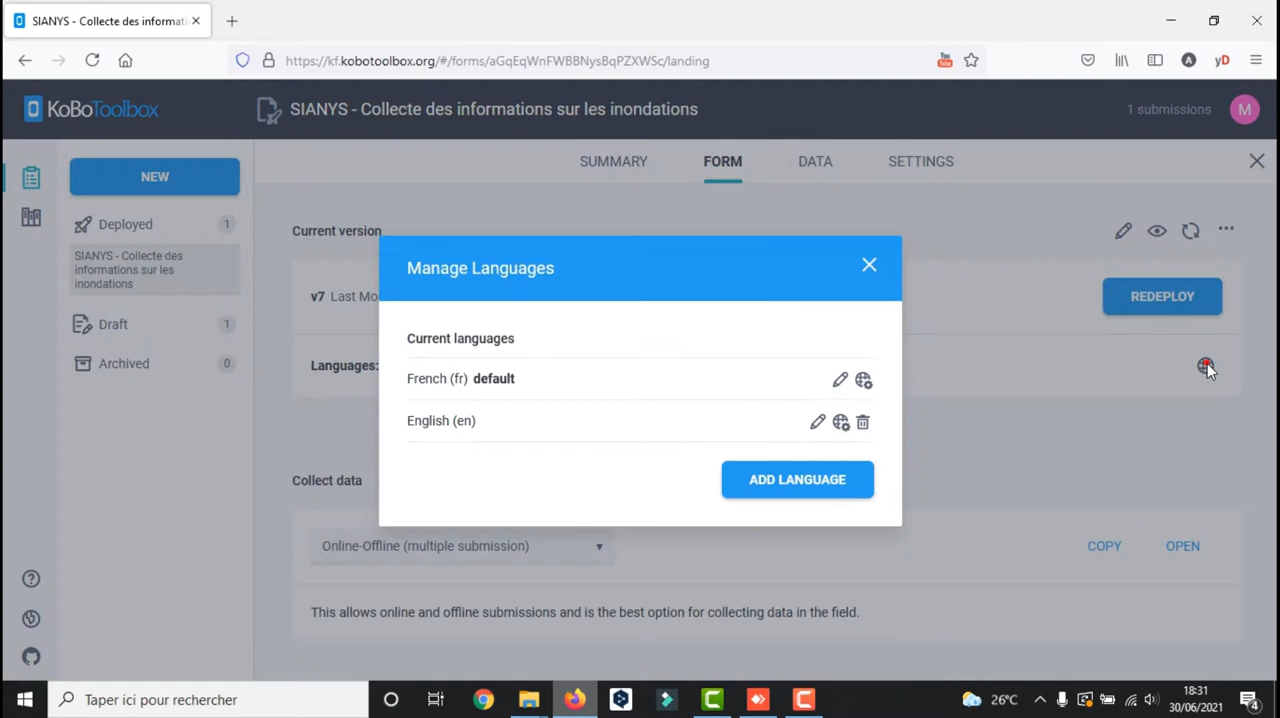 SIANYS - Collecte des informati
https://kf.kobotoolbox.org/#/forms/aGqEqWnFWBBNysBqPZXWSc/landing
You
A
yD
KoBoToolbox
SIANYS - Collecte des informations sur les inondations
1 submissions
M
NEW
SUMMARY
FORM
DATA
SETTINGS
Deployed
1
SIANYS - Collecte des
informations sur les
inondations
Draft
1
Archived
0
Current version
v7 Last Mo
REDEPLOY
Languages:
Manage Languages
Current languages
French (fr) default
English (en)
ADD LANGUAGE
Collect data
Online-Offline (multiple submission)
COPY
OPEN
This allows online and offline submissions and is the best option for collecting data in the field.
Taper ici pour rechercher
26°C
18:31
30/06/2021
4